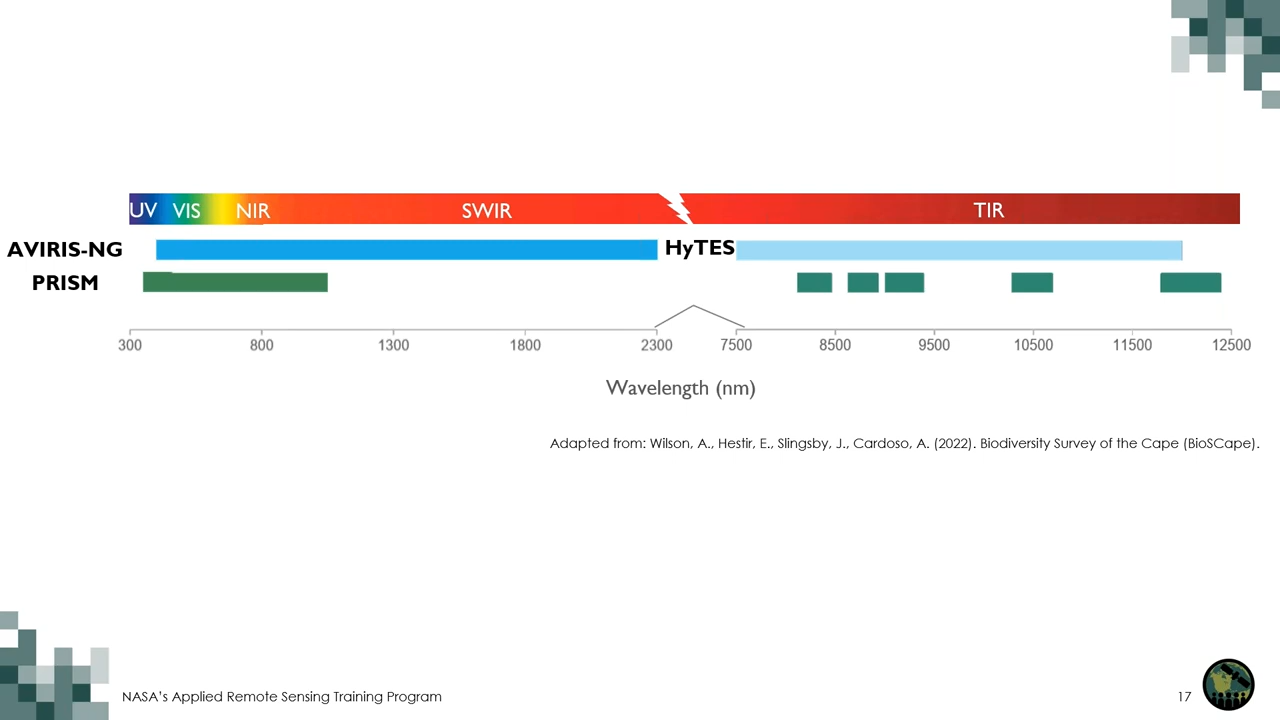 UV VIS NIR SWIR TIR
AVIRIS-NG HyTES
PRISM
300 800 1300 1800 2300 7500 8500 9500 10500 11500 12500
Wavelength (nm)
Adapted from: Wilson, A., Hestir, E., Slingsby, J., Cardoso, A. (2022). Biodiversity Survey of the Cape (BioSCape).
NASA's Applied Remote Sensing Training Program 17